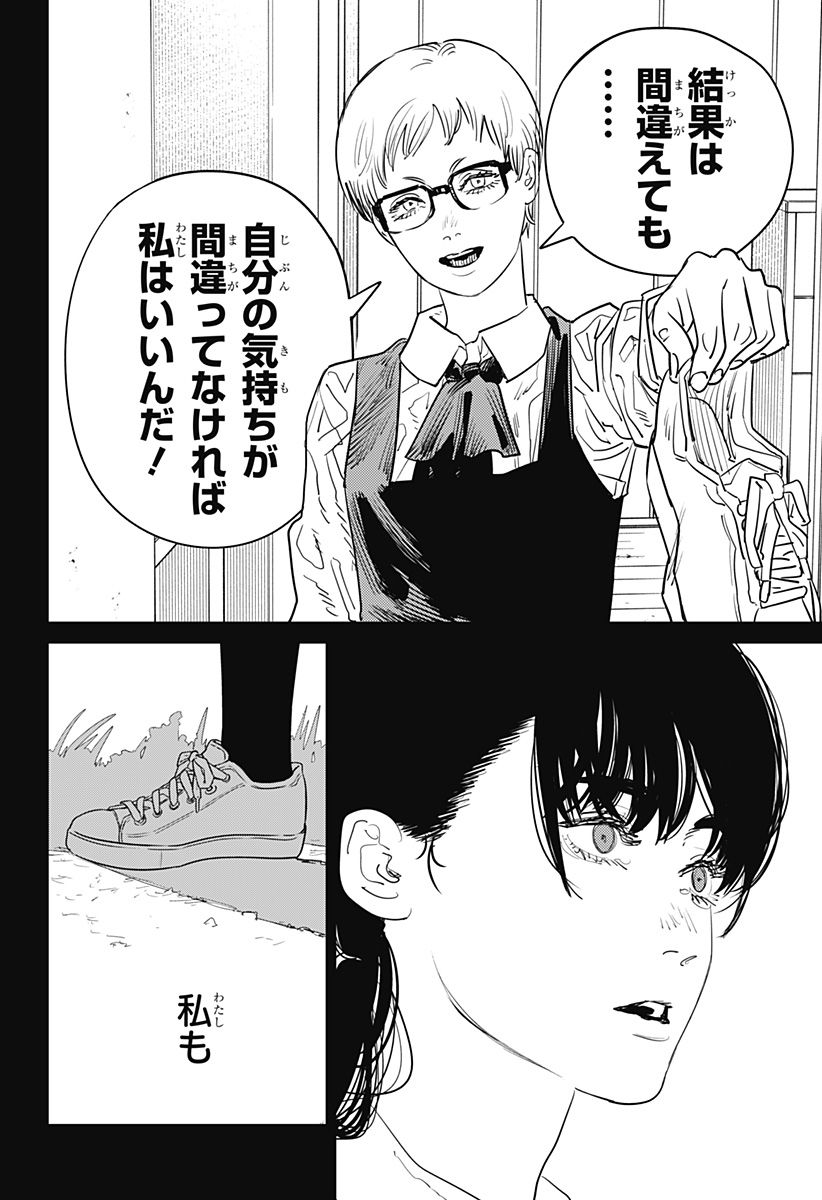 結果は
間違えても
……
自分の気持ちが
間違ってなければ
私はいいんだ！
私も